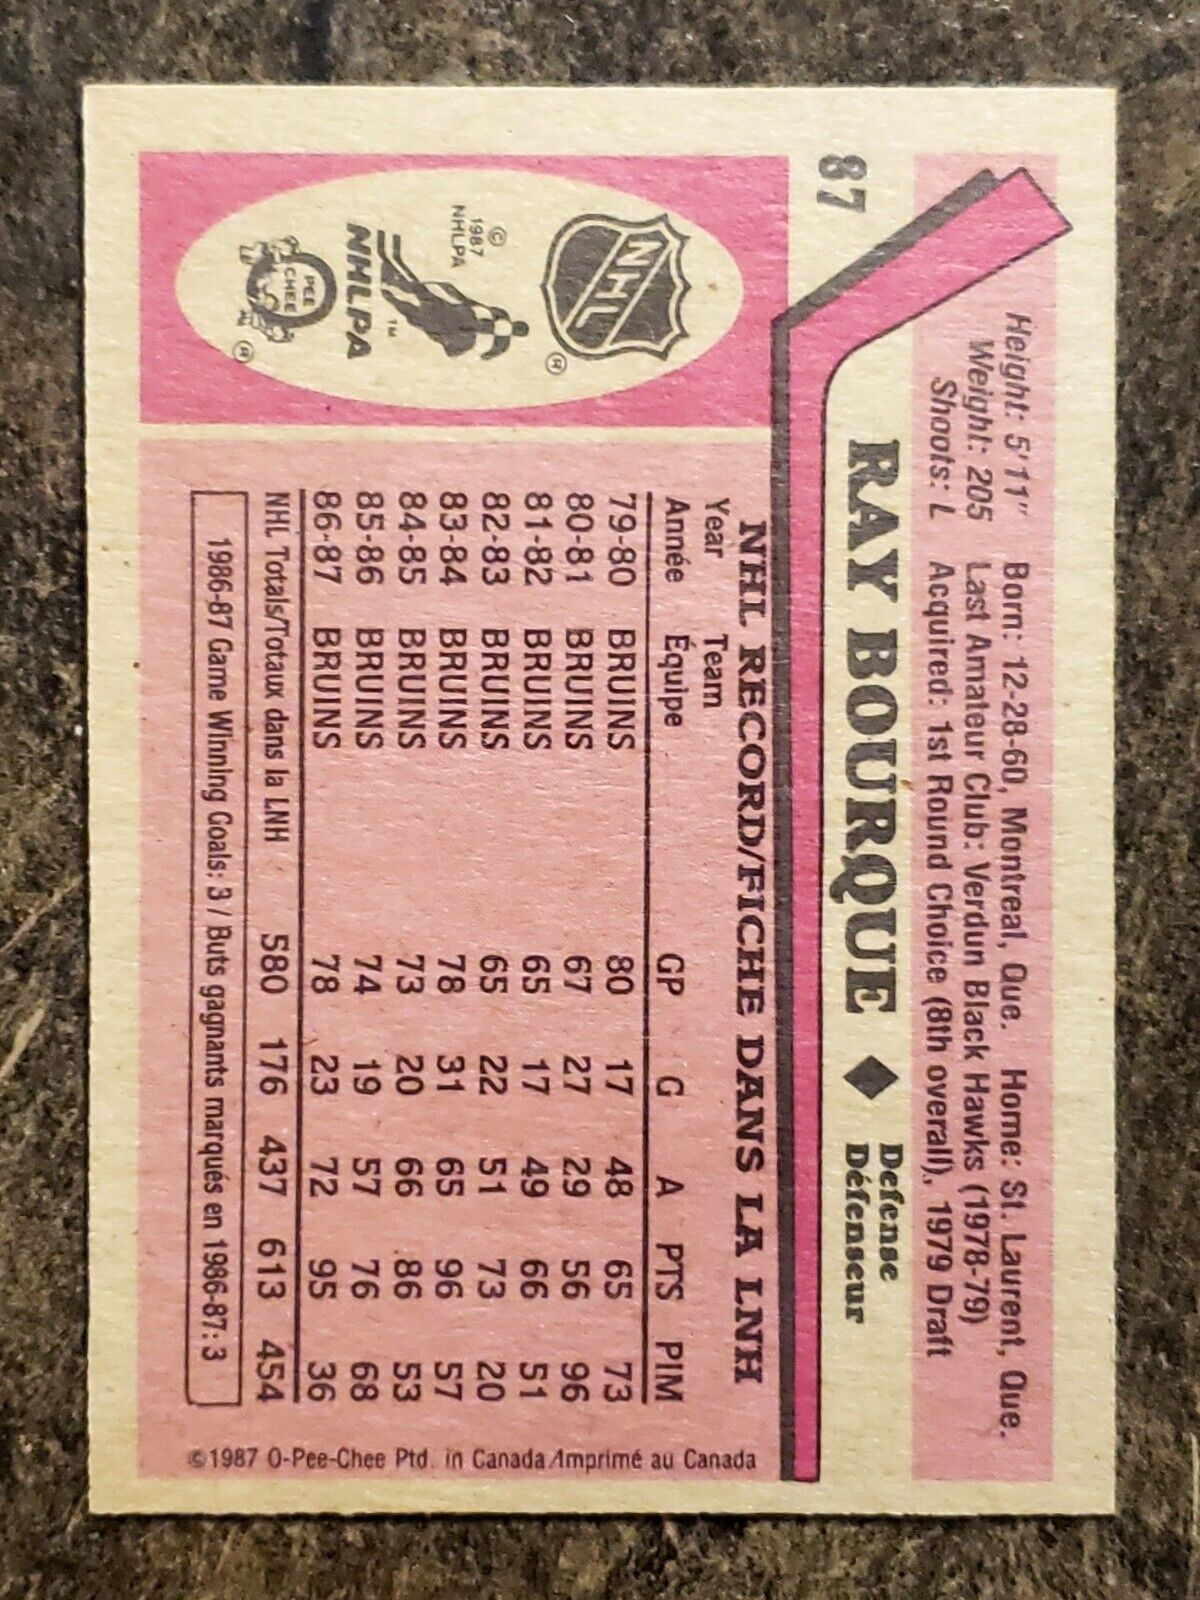 87
RAY BOURQUE ◆ Defense
Défenseur
Height: 5'11" Born: 12-28-60, Montreal, Que. Home: St. Laurent, Que.
Weight: 205 Last Amateur Club: Verdun Black Hawks (1978-79)
Shoots: L Acquired: 1st Round Choice (8th overall), 1979 Draft
NHL ®
© 1987 NHLPA
NHLPA ™
O PEE CHEE ®
NHL RECORD/FICHE DANS LA LNH
Year Team
Année Équipe GP G A PTS PIM
79-80 BRUINS 80 17 48 65 73
80-81 BRUINS 67 27 29 56 96
81-82 BRUINS 65 17 49 66 51
82-83 BRUINS 65 22 51 73 20
83-84 BRUINS 78 31 65 96 57
84-85 BRUINS 73 20 66 86 53
85-86 BRUINS 74 19 57 76 68
86-87 BRUINS 78 23 72 95 36
NHL Totals/Totaux dans la LNH 580 176 437 613 454
1986-87 Game Winning Goals: 3 / Buts gagnants marqués en 1986-87: 3
©1987 O-Pee-Chee Ptd. in Canada/Imprimé au Canada